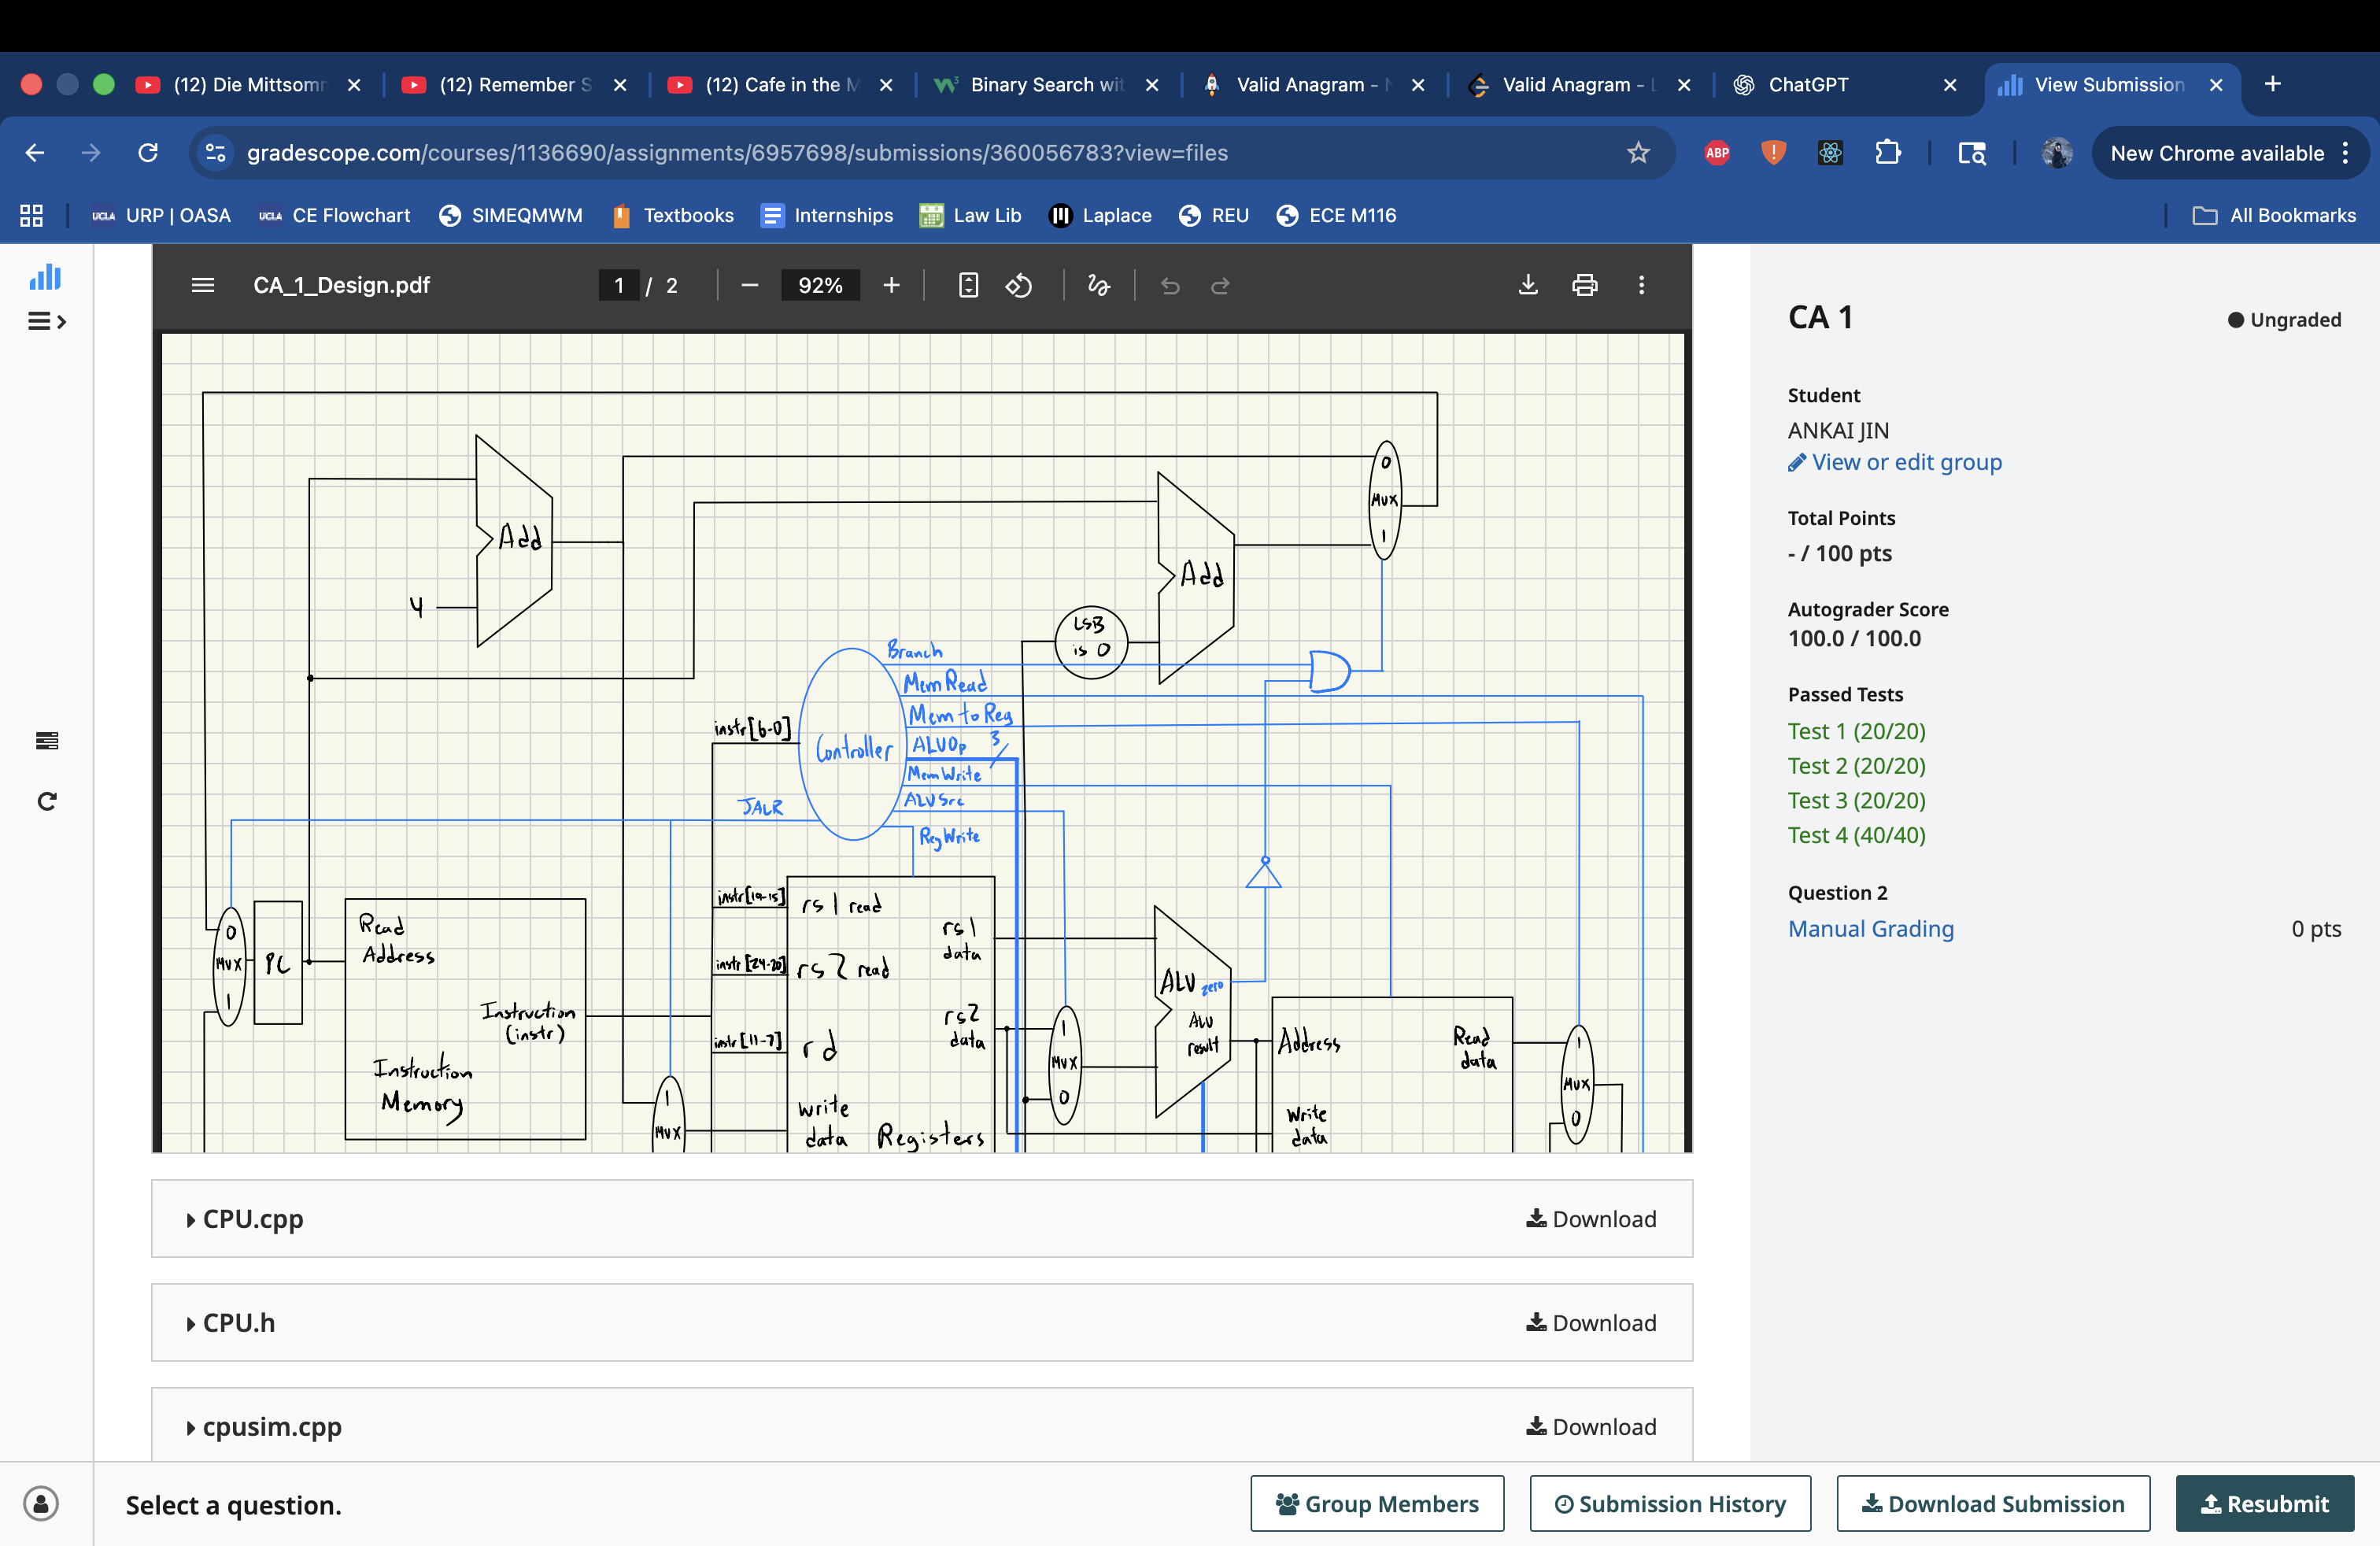 (12) Die Mittsomm
(12) Remember S
(12) Cafe in the M
Binary Search wit
Valid Anagram - N
Valid Anagram - L
ChatGPT
View Submission
gradescope.com/courses/1136690/assignments/6957698/submissions/360056783?view=files
ABP
New Chrome available
UCLA URP | OASA
UCLA CE Flowchart
SIMEQMWM
Textbooks
Internships
Law Lib
Laplace
REU
ECE M116
All Bookmarks
CA_1_Design.pdf
1 / 2
92%
Add
4
0
MUX
1
Add
LSB
is 0
Branch
MemRead
MemtoReg
ALUOp 3
MemWrite
ALUSrc
RegWrite
Controller
instr[6-0]
JALR
0
MUX
1
PC
Read
Address
Instruction
(instr)
Instruction
Memory
1
MUX
instr[19-15]
rs1 read
instr[24-20]
rs2 read
instr[11-7]
rd
write
data
Registers
rs1
data
rs2
data
1
MUX
0
ALU zero
ALU
result
Address
Read
data
Write
data
1
MUX
0
CPU.cpp
Download
CPU.h
Download
cpusim.cpp
Download
CA 1
Ungraded
Student
ANKAI JIN
View or edit group
Total Points
- / 100 pts
Autograder Score
100.0 / 100.0
Passed Tests
Test 1 (20/20)
Test 2 (20/20)
Test 3 (20/20)
Test 4 (40/40)
Question 2
Manual Grading
0 pts
Select a question.
Group Members
Submission History
Download Submission
Resubmit